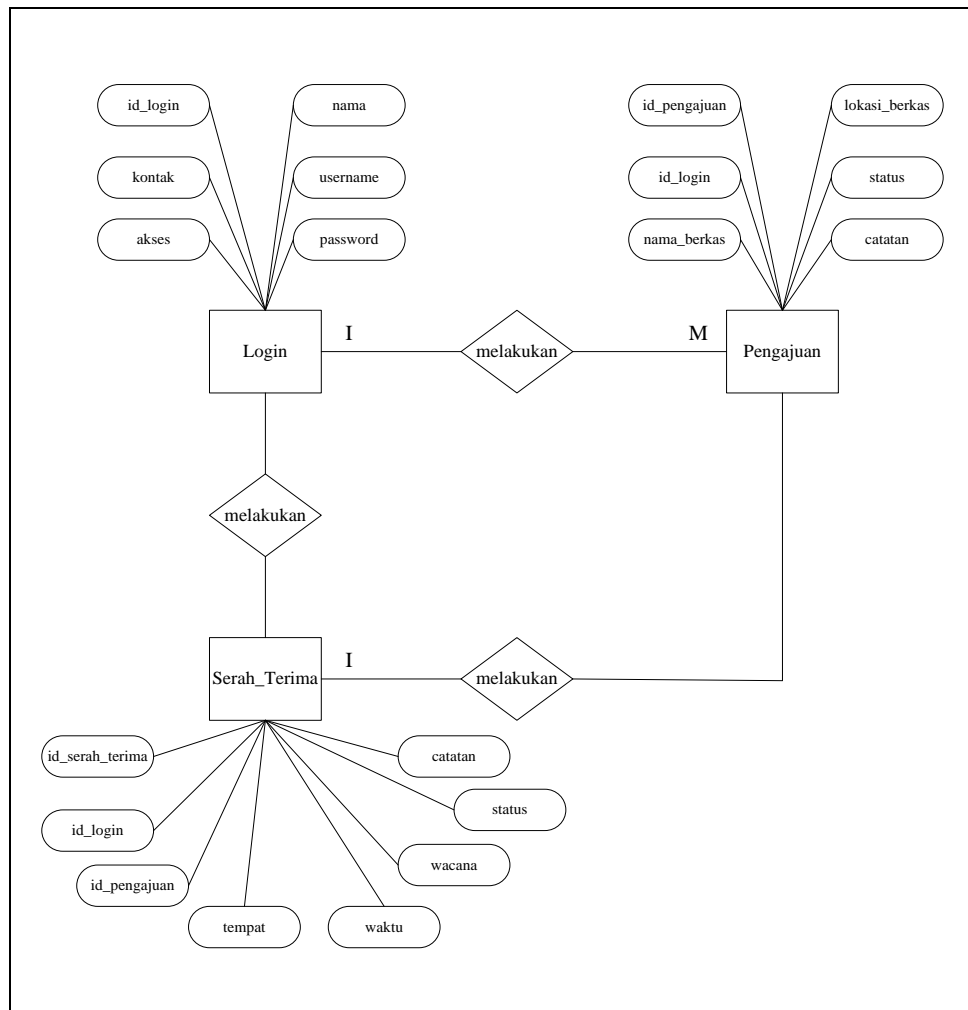 id_login
nama
id_pengajuan
lokasi_berkas
kontak
username
id_login
status
akses
password
nama_berkas
catatan
Login
I
melakukan
M
Pengajuan
melakukan
Serah_Terima
I
melakukan
id_serah_terima
catatan
status
id_login
wacana
id_pengajuan
tempat
waktu